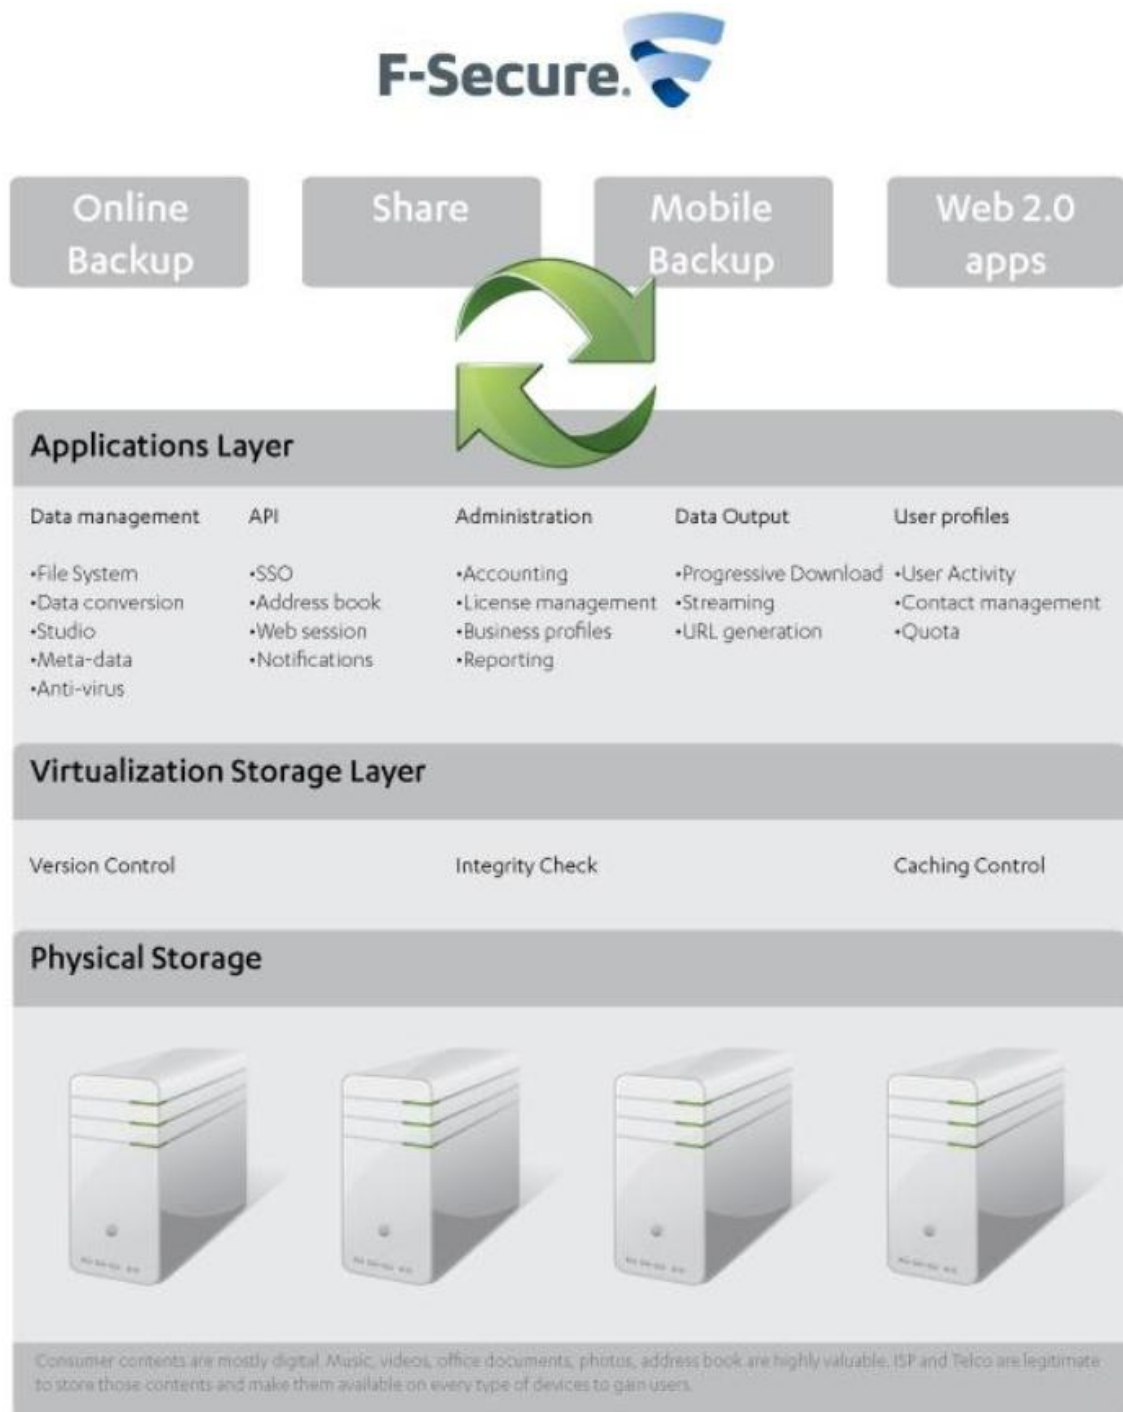 F-Secure.
Online
Backup
Share
Mobile
Backup
Web 2.0
apps
Applications Layer
Data management
•File System
•Data conversion
•Studio
•Meta-data
•Anti-virus
API
•SSO
•Address book
•Web session
•Notifications
Administration
•Accounting
•License management
•Business profiles
•Reporting
Data Output
•Progressive Download
•Streaming
•URL generation
User profiles
•User Activity
•Contact management
•Quota
Virtualization Storage Layer
Version Control
Integrity Check
Caching Control
Physical Storage
Consumer contents are mostly digital. Music, videos, office documents, photos, address book are highly valuable. ISP and Telco are legitimate
to store those contents and make them available on every type of devices to gain users.